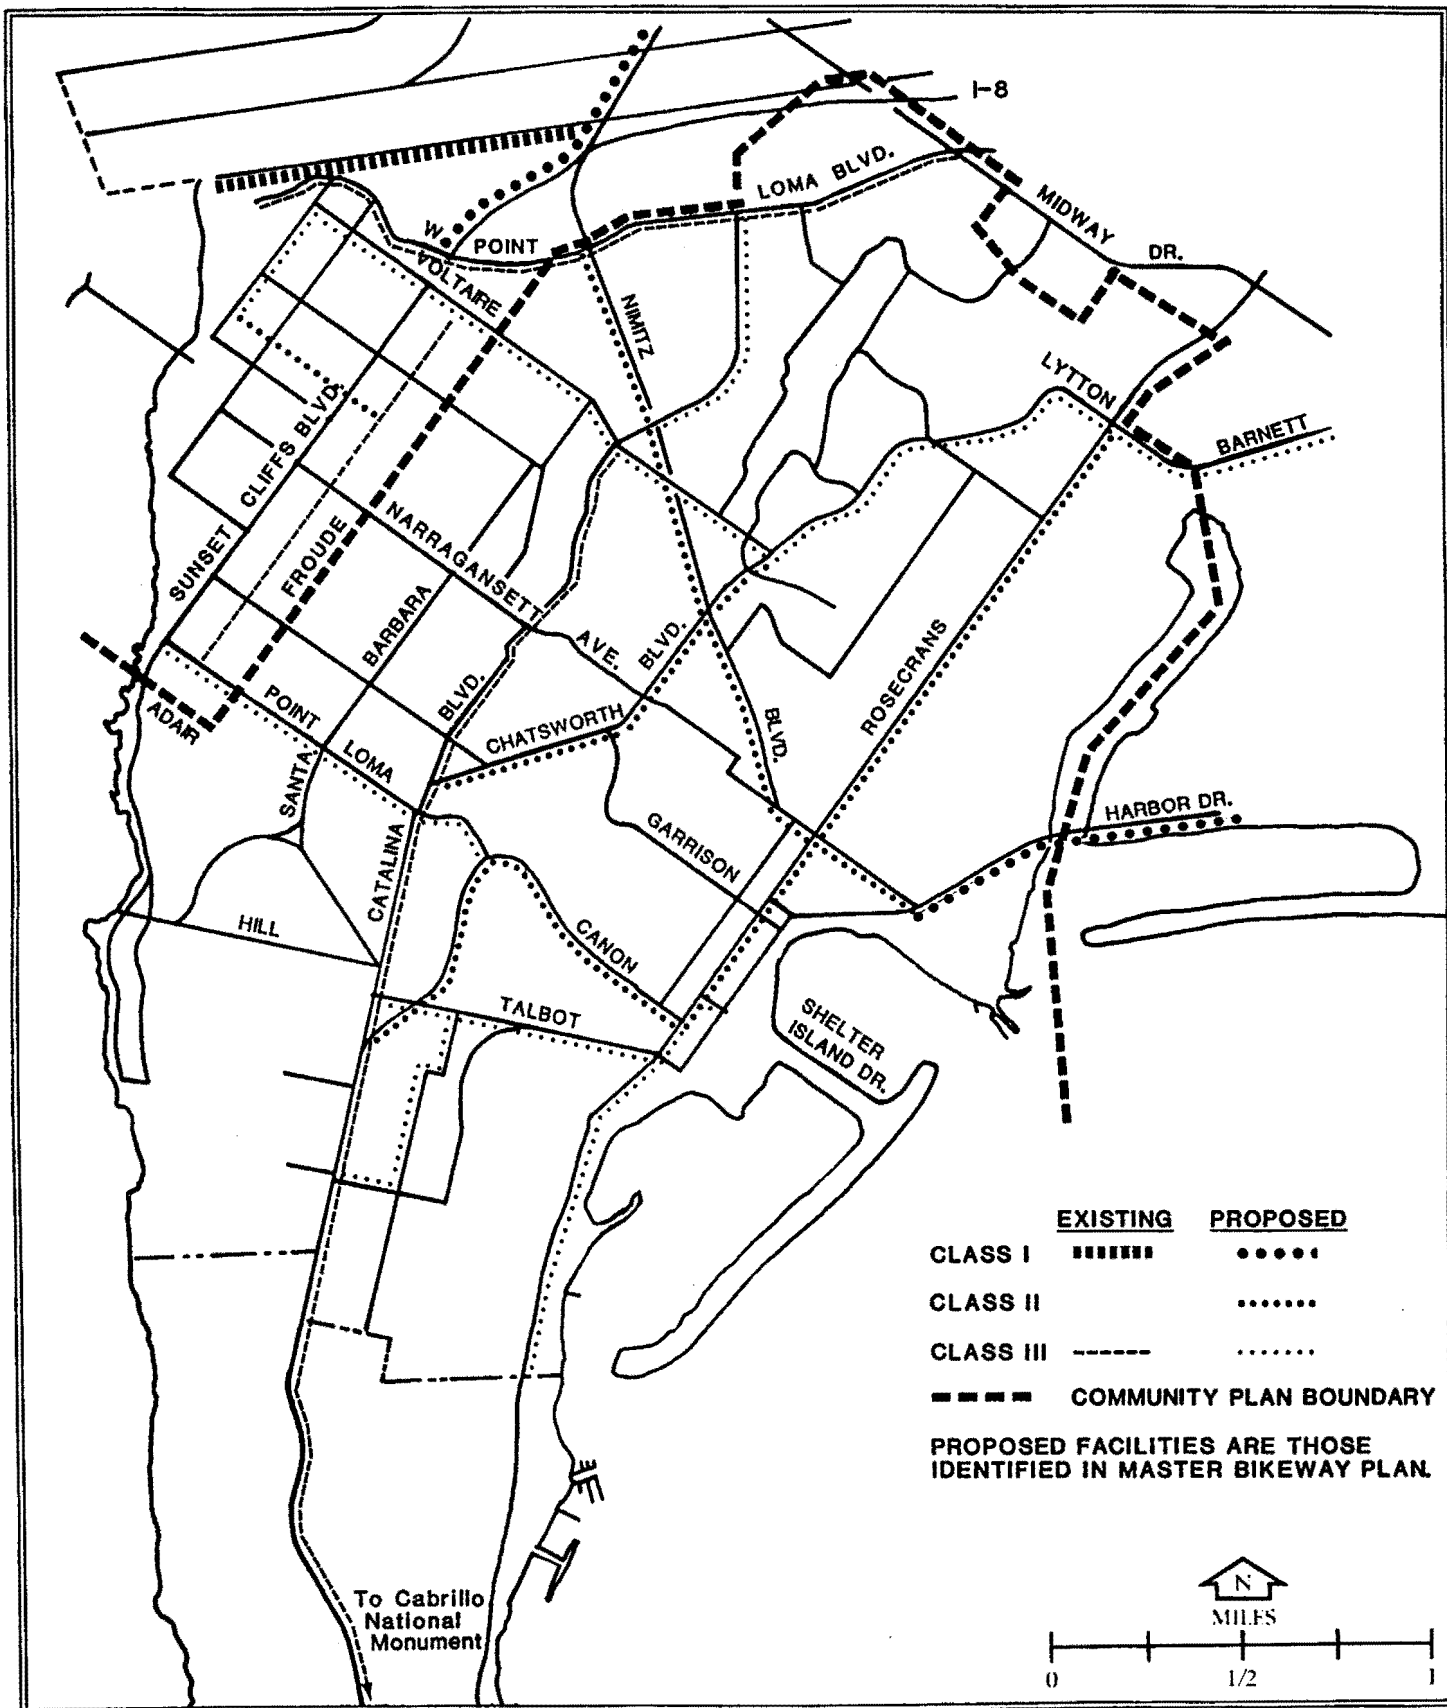 I-8
LOMA BLVD.
MIDWAY
DR.
W.
POINT
VOLTAIRE
NIMITZ
LYTTON
BARNETT
SUNSET CLIFFS BLVD.
FROUDE
NARRAGANSETT
AVE.
BARBARA
SANTA
BLVD.
BLVD.
CHATSWORTH
BLVD.
ROSECRANS
ADAIR
POINT
LOMA
CATALINA
GARRISON
HARBOR DR.
HILL
CANON
TALBOT
SHELTER
ISLAND DR.
EXISTING PROPOSED
CLASS I
CLASS II
CLASS III
COMMUNITY PLAN BOUNDARY
PROPOSED FACILITIES ARE THOSE
IDENTIFIED IN MASTER BIKEWAY PLAN.
To Cabrillo
National
Monument
N
MILES
0 1/2 1